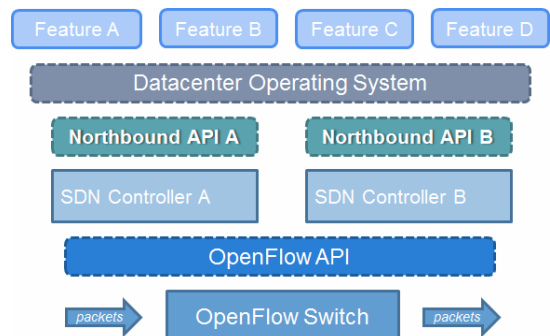 Feature A
Feature B
Feature C
Feature D
Datacenter Operating System
Northbound API A
Northbound API B
SDN Controller A
SDN Controller B
OpenFlow API
packets
OpenFlow Switch
packets